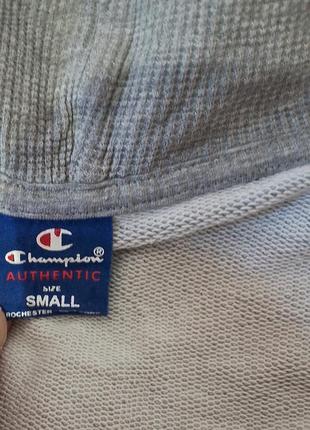 Champion®
AUTHENTIC
SIZE
SMALL
ROCHESTER